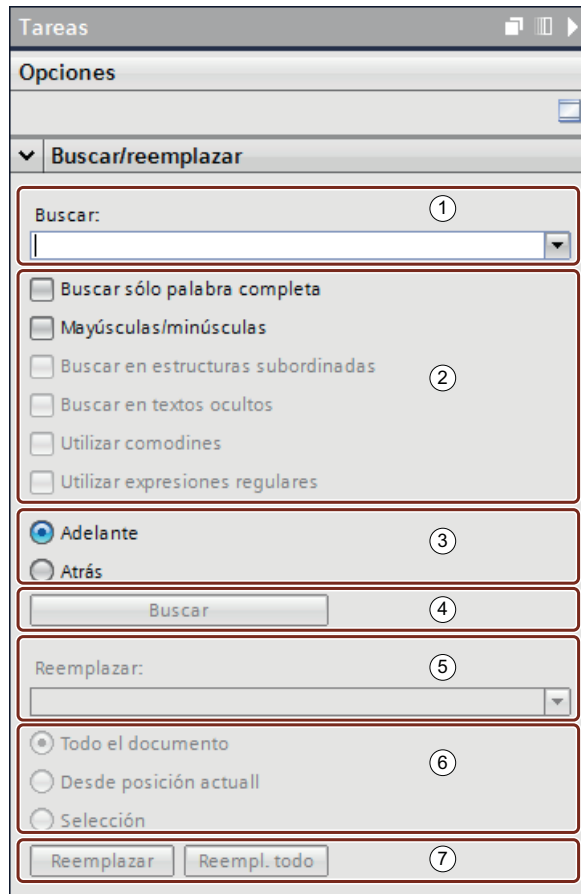 Tareas
Opciones
Buscar/reemplazar
1
Buscar:
Buscar sólo palabra completa
Mayúsculas/minúsculas
Buscar en estructuras subordinadas
2
Buscar en textos ocultos
Utilizar comodines
Utilizar expresiones regulares
Adelante
3
Atrás
Buscar
4
Reemplazar:
5
Todo el documento
6
Desde posición actuall
Selección
Reemplazar Reempl. todo
7